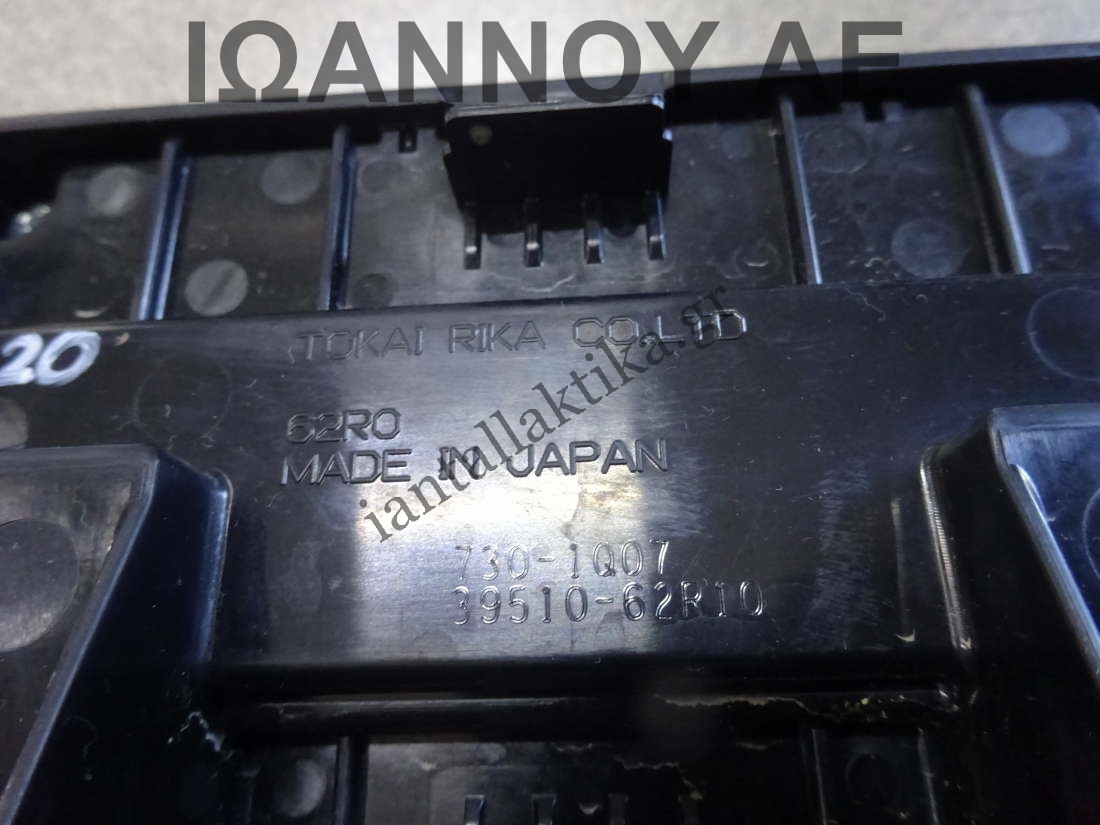 ΙΩΑΝΝΟΥ ΑΕ
TOKAI RIKA CO.LTD
20
62R0
MADE IN JAPAN
iantallaktika.gr
730-1Q07
39510-62R10